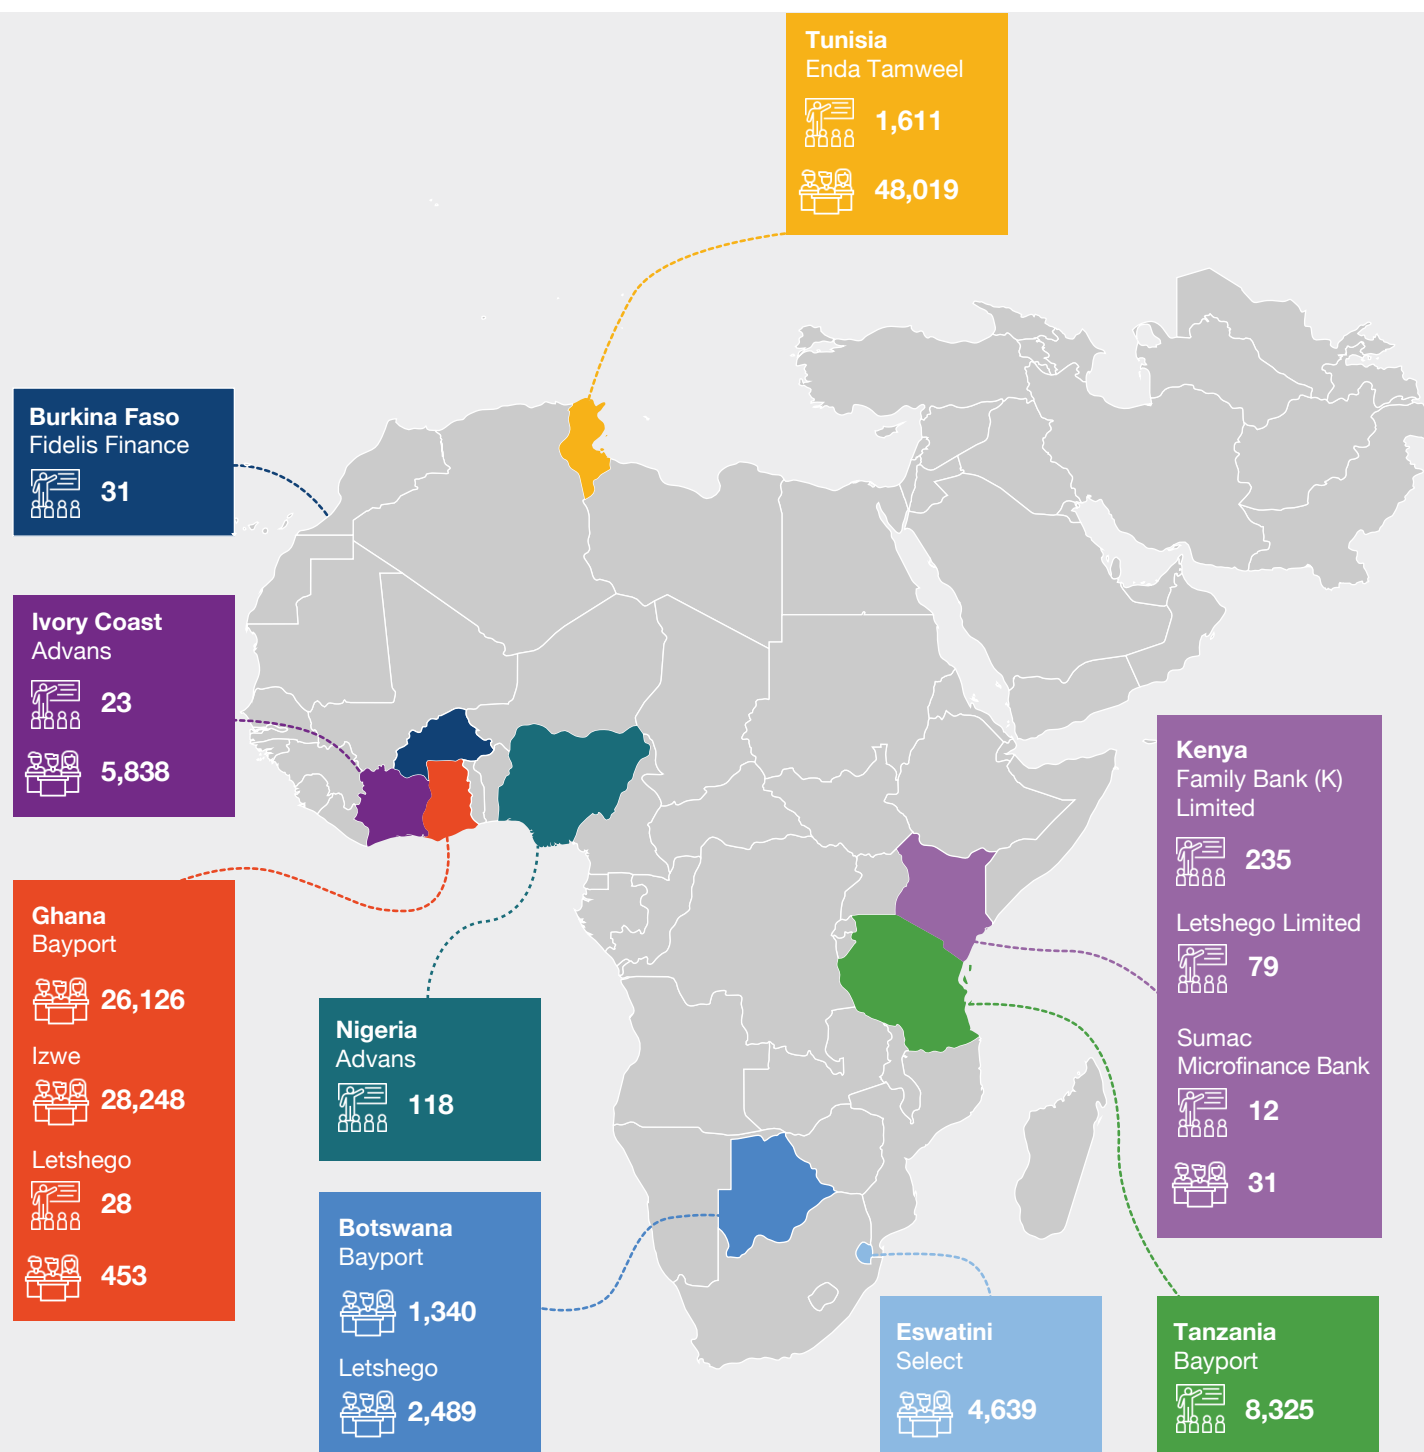 Tunisia
Enda Tamweel
1,611
48,019
Burkina Faso
Fidelis Finance
31
Ivory Coast
Advans
23
5,838
Ghana
Bayport
26,126
Izwe
28,248
Letshego
28
453
Nigeria
Advans
118
Botswana
Bayport
1,340
Letshego
2,489
Eswatini
Select
4,639
Kenya
Family Bank (K)
Limited
235
Letshego Limited
79
Sumac
Microfinance Bank
12
31
Tanzania
Bayport
8,325